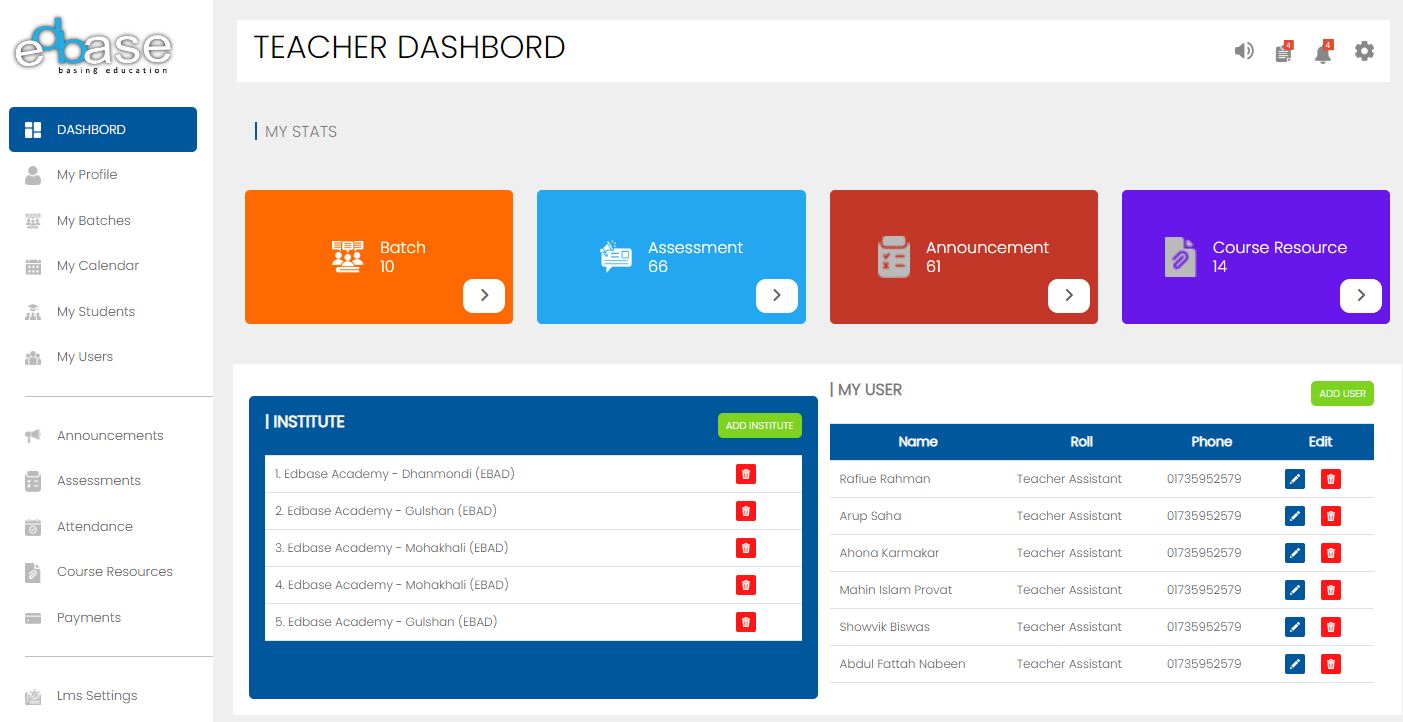 edbase
basing education
DASHBORD
My Profile
My Batches
My Calendar
My Students
My Users
Announcements
Assessments
Attendance
Course Resources
Payments
Lms Settings
TEACHER DASHBORD
4
4
MY STATS
Batch
10
Assessment
66
Announcement
61
Course Resource
14
| INSTITUTE
ADD INSTITUTE
1. Edbase Academy - Dhanmondi (EBAD)
2. Edbase Academy - Gulshan (EBAD)
3. Edbase Academy - Mohakhali (EBAD)
4. Edbase Academy - Mohakhali (EBAD)
5. Edbase Academy - Gulshan (EBAD)
| MY USER
ADD USER
Name Roll Phone Edit
Rafiue Rahman Teacher Assistant 01735952579
Arup Saha Teacher Assistant 01735952579
Ahona Karmakar Teacher Assistant 01735952579
Mahin Islam Provat Teacher Assistant 01735952579
Showvik Biswas Teacher Assistant 01735952579
Abdul Fattah Nabeen Teacher Assistant 01735952579